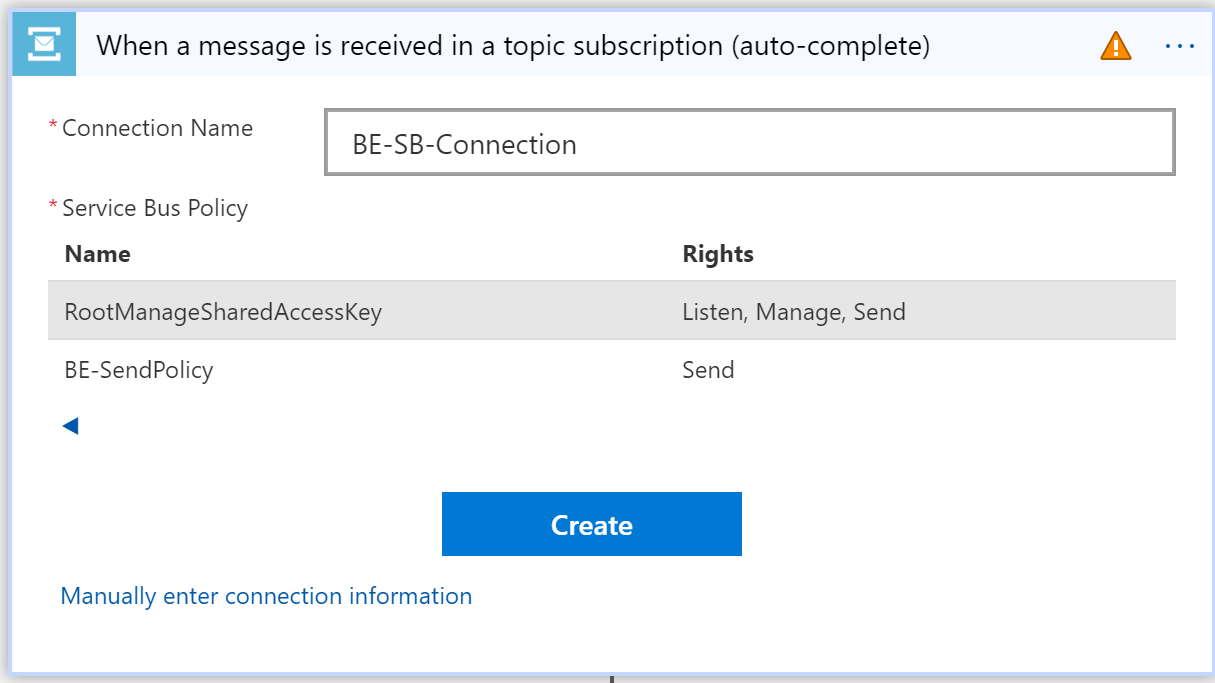 When a message is received in a topic subscription (auto-complete)
* Connection Name
BE-SB-Connection
* Service Bus Policy
Name Rights
RootManageSharedAccessKey Listen, Manage, Send
BE-SendPolicy Send
Create
Manually enter connection information